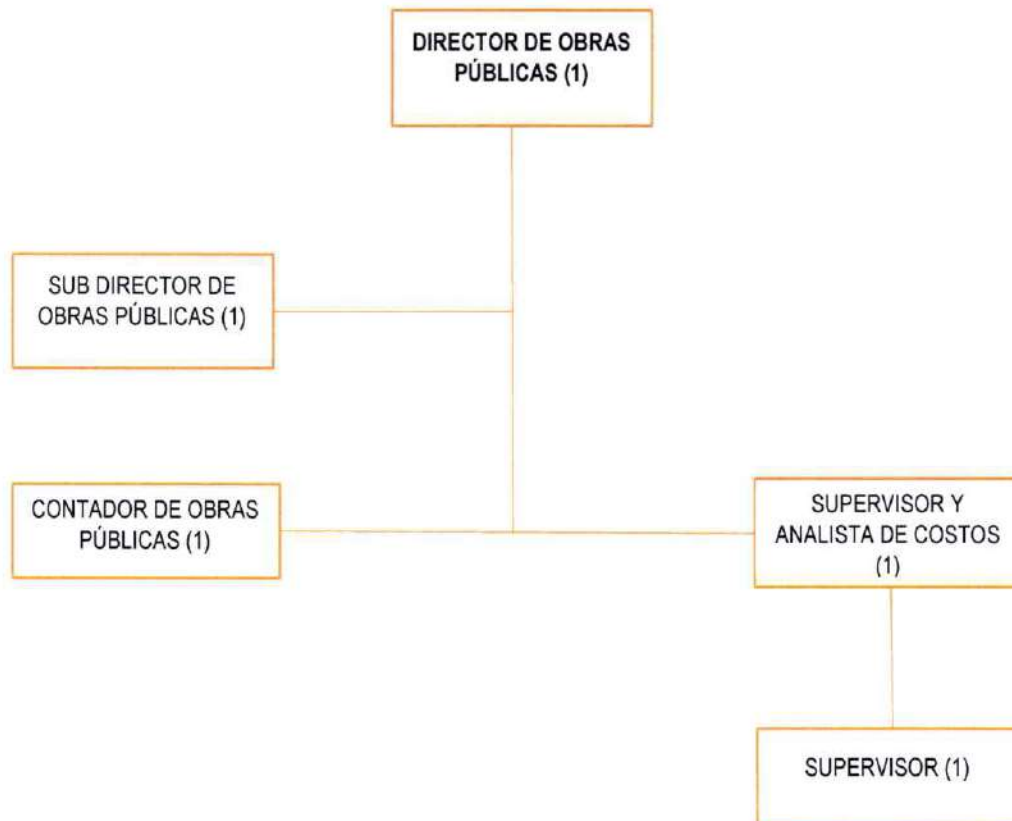 DIRECTOR DE OBRAS
PÚBLICAS (1)
SUB DIRECTOR DE
OBRAS PÚBLICAS (1)
CONTADOR DE OBRAS
PÚBLICAS (1)
SUPERVISOR Y
ANALISTA DE COSTOS
(1)
SUPERVISOR (1)